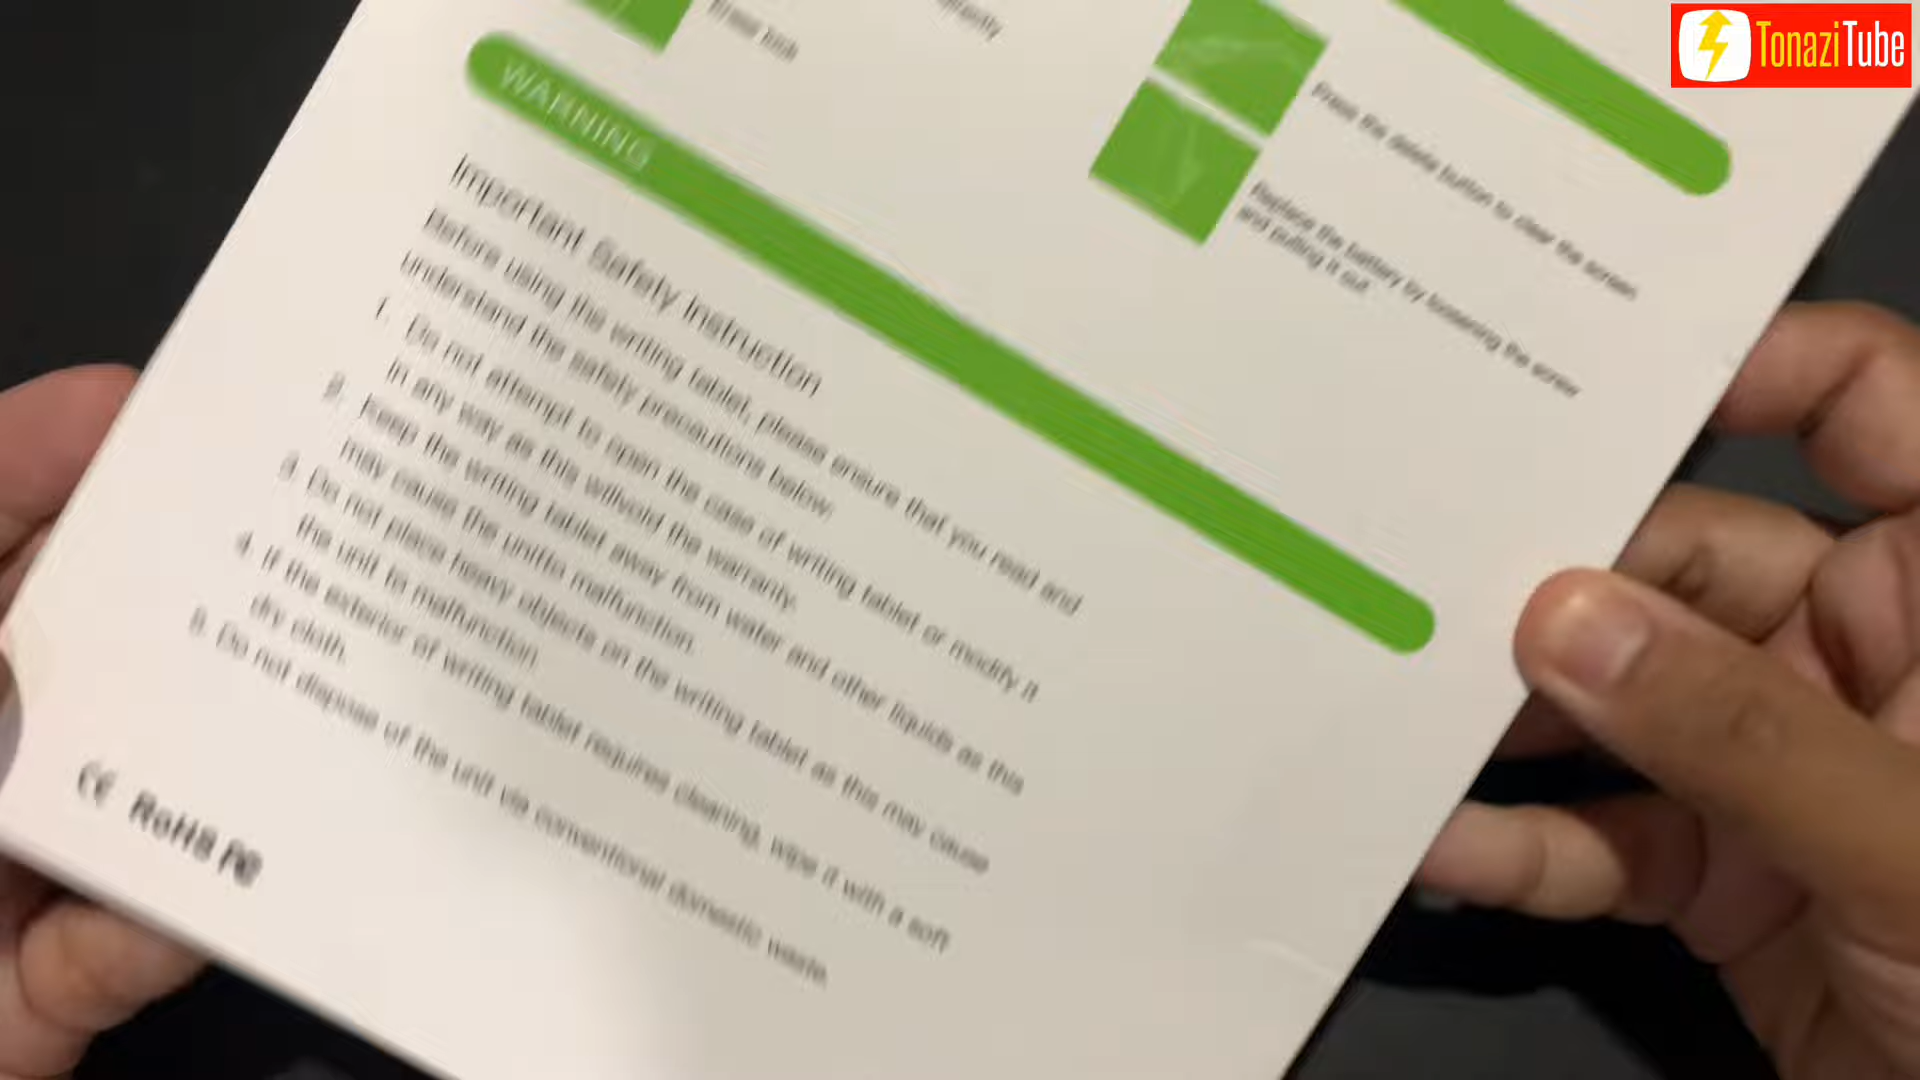 TonaziTube
Press the delete button to clear the screen
Replace the battery by loosening the screw
and pulling it out
WARNING
Important Safety Instruction
Before using the writing tablet, please ensure that you read and
understand the safety precautions below:
1. Do not attempt to open the case of writing tablet or modify it
in any way as this willvoid the warranty.
2. Keep the writing tablet away from water and other liquids as this
may cause the unitto malfunction.
3. Do not place heavy objects on the writing tablet as this may cause
the unit to malfunction.
4. If the exterior of writing tablet requires cleaning, wipe it with a soft
dry cloth.
5. Do not dispose of the unit via conventional domestic waste.
CE RoHS